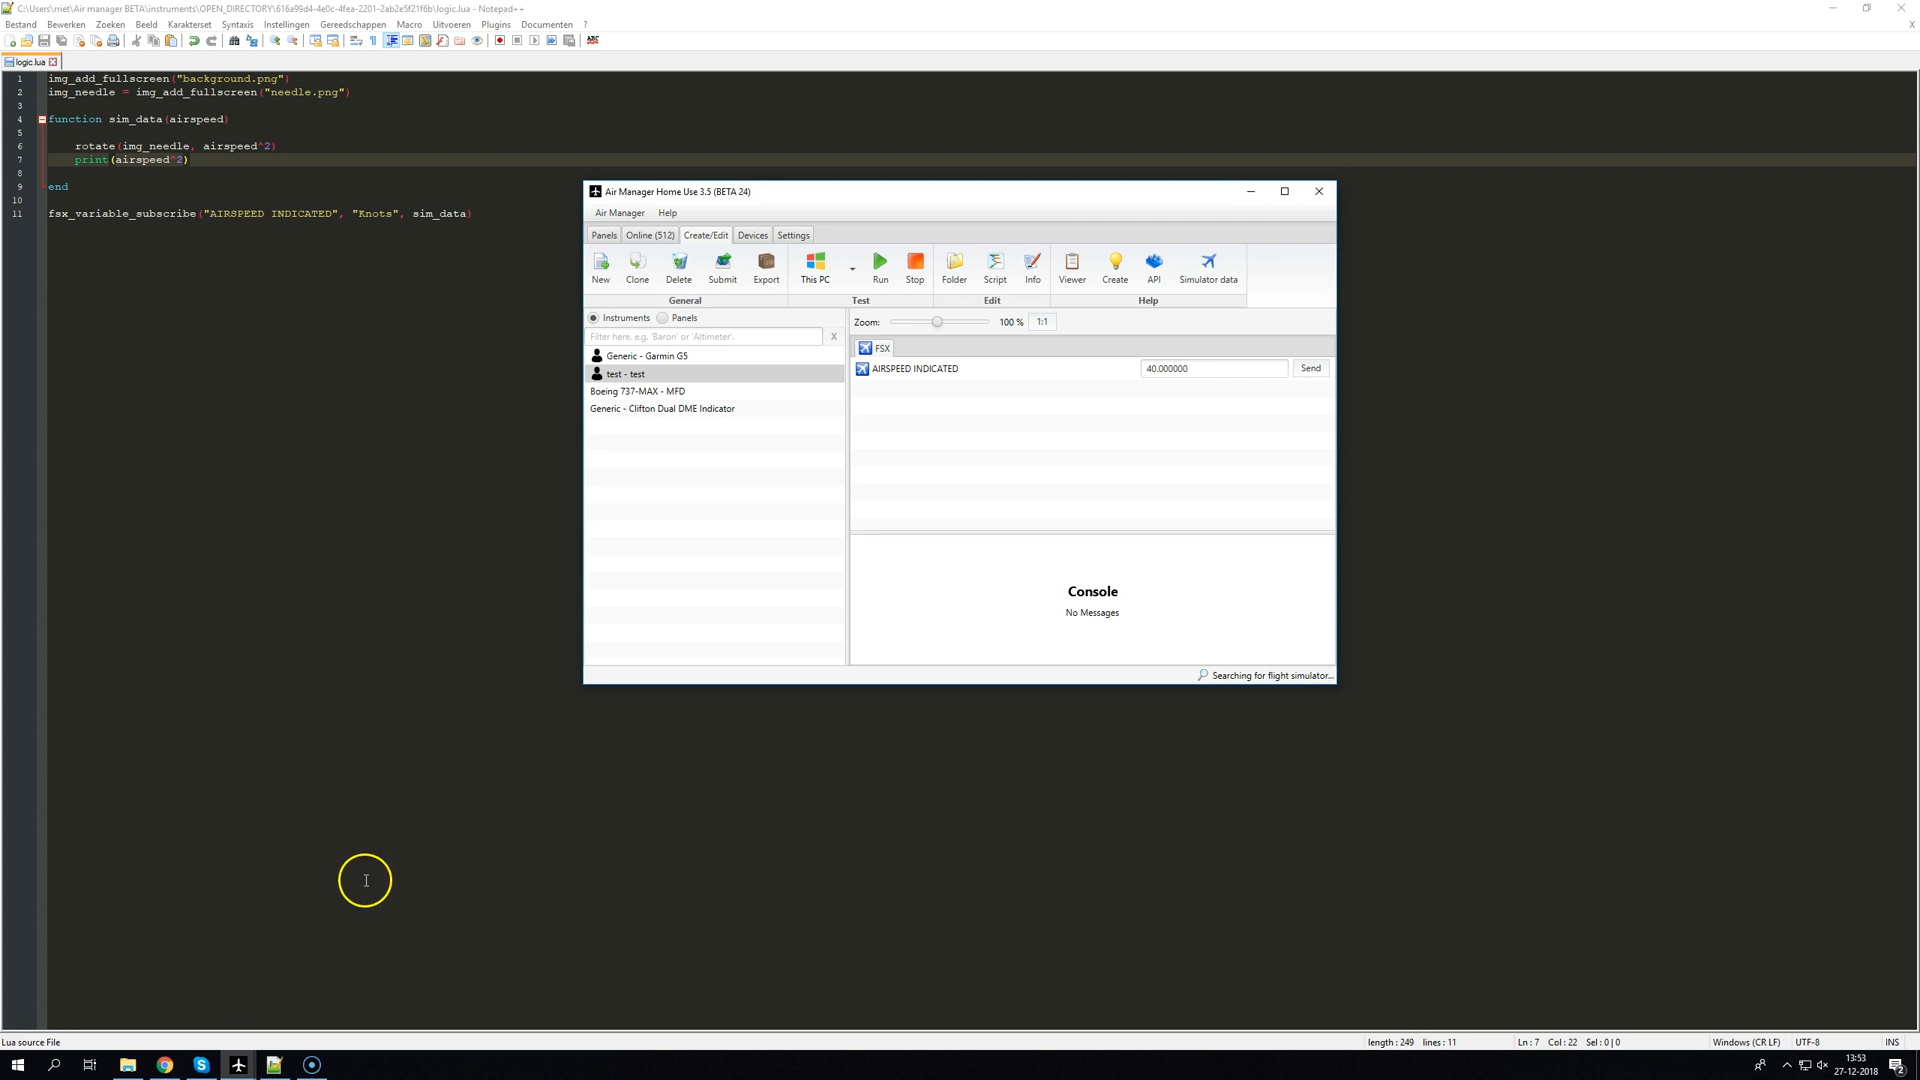 C:\Users\rriet\Air manager BETA\instruments\OPEN_DIRECTORY\616a99d4-4e0c-4fea-2201-2ab2e5f21f6b\logic.lua - Notepad++
Bestand Bewerken Zoeken Beeld Karakterset Syntaxis Instellingen Gereedschappen Macro Uitvoeren Plugins Vensters Documenten ? X
logic.lua
1 img_add_fullscreen("background.png")
2 img_needle = img_add_fullscreen("needle.png")
3
4 function sim_data(airspeed)
5
6 rotate(img_needle, airspeed^2)
7 print(airspeed^2)
8
9 end
10
11 fsx_variable_subscribe("AIRSPEED INDICATED", "Knots", sim_data)
Air Manager Home Use 3.5 (BETA 24)
Air Manager Help
Panels Online (512) Create/Edit Devices Settings
New Clone Delete Submit Export This PC Run Stop Folder Script Info Viewer Create API Simulator data
General Test Edit Help
Instruments Panels
Filter here. e.g. 'Baron' or 'Altimeter'. X
Generic - Garmin G5
test - test
Boeing 737-MAX - MFD
Generic - Clifton Dual DME Indicator
Zoom: 100 % 1:1
FSX
AIRSPEED INDICATED 40.000000 Send
Console
No Messages
Searching for flight simulator...
Lua source File length : 249 lines : 11 Ln : 7 Col : 22 Sel : 0 | 0 Windows (CR LF) UTF-8 INS
13:53
27-12-2018
2